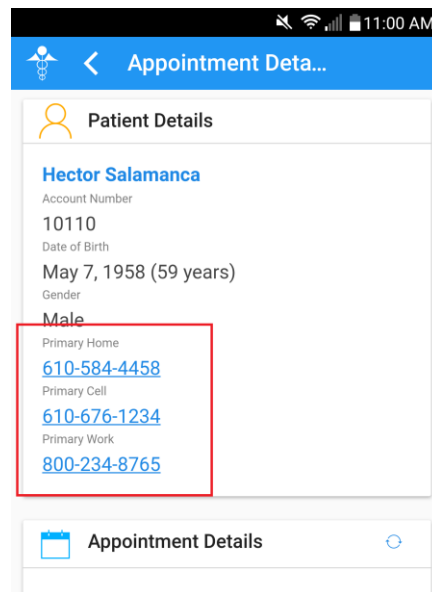 11:00 AM
Appointment Deta...
Patient Details
Hector Salamanca
Account Number
10110
Date of Birth
May 7, 1958 (59 years)
Gender
Male
Primary Home
610-584-4458
Primary Cell
610-676-1234
Primary Work
800-234-8765
Appointment Details